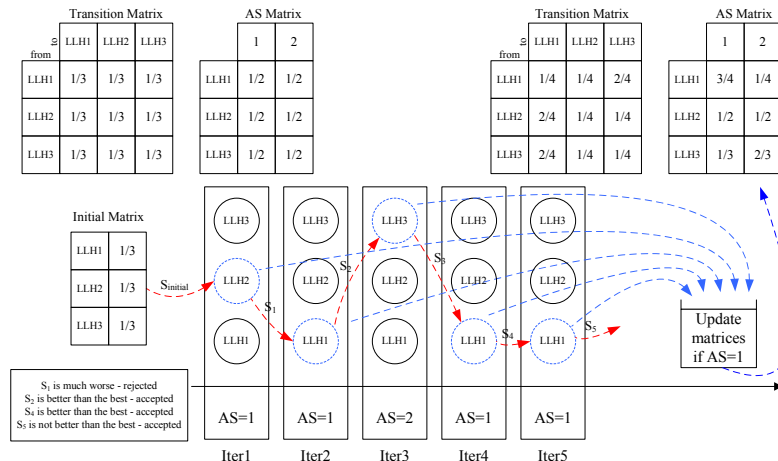 Transition Matrix
to
from
LLH1 LLH2 LLH3
LLH1 1/3 1/3 1/3
LLH2 1/3 1/3 1/3
LLH3 1/3 1/3 1/3
AS Matrix
1 2
LLH1 1/2 1/2
LLH2 1/2 1/2
LLH3 1/2 1/2
Transition Matrix
to
from
LLH1 LLH2 LLH3
LLH1 1/4 1/4 2/4
LLH2 2/4 1/4 1/4
LLH3 2/4 1/4 1/4
AS Matrix
1 2
LLH1 3/4 1/4
LLH2 1/2 1/2
LLH3 1/3 2/3
Initial Matrix
LLH1 1/3
LLH2 1/3
LLH3 1/3
Sinitial
LLH3 LLH3 LLH3 LLH3 LLH3
LLH2 LLH2 LLH2 LLH2 LLH2
LLH1 LLH1 LLH1 LLH1 LLH1
S1
S2
S3
S4
S5
Update
matrices
if AS=1
S1 is much worse - rejected
S2 is better than the best - accepted
S4 is better than the best - accepted
S5 is not better than the best - accepted
AS=1 AS=1 AS=2 AS=1 AS=1
Iter1 Iter2 Iter3 Iter4 Iter5